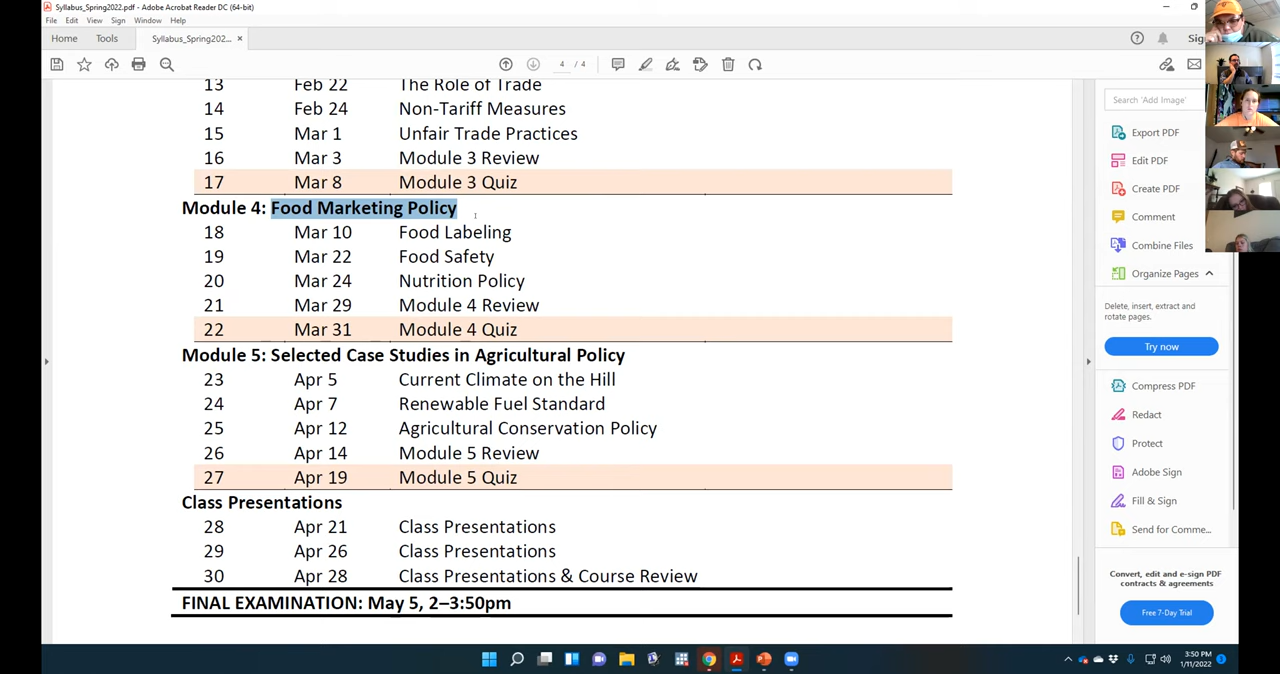 Syllabus_Spring2022.pdf - Adobe Acrobat Reader DC (64-bit)
File Edit View Sign Window Help
Home Tools Syllabus_Spring202... ×
4 / 4
13 Feb 22 The Role of Trade
14 Feb 24 Non-Tariff Measures
15 Mar 1 Unfair Trade Practices
16 Mar 3 Module 3 Review
17 Mar 8 Module 3 Quiz
Module 4: Food Marketing Policy
18 Mar 10 Food Labeling
19 Mar 22 Food Safety
20 Mar 24 Nutrition Policy
21 Mar 29 Module 4 Review
22 Mar 31 Module 4 Quiz
Module 5: Selected Case Studies in Agricultural Policy
23 Apr 5 Current Climate on the Hill
24 Apr 7 Renewable Fuel Standard
25 Apr 12 Agricultural Conservation Policy
26 Apr 14 Module 5 Review
27 Apr 19 Module 5 Quiz
Class Presentations
28 Apr 21 Class Presentations
29 Apr 26 Class Presentations
30 Apr 28 Class Presentations & Course Review
FINAL EXAMINATION: May 5, 2–3:50pm
Search 'Add Image'
Export PDF
Edit PDF
Create PDF
Comment
Combine Files
Organize Pages
Delete, insert, extract and
rotate pages.
Try now
Compress PDF
Redact
Protect
Adobe Sign
Fill & Sign
Send for Comme...
Convert, edit and e-sign PDF
contracts & agreements
Free 7-Day Trial
3:50 PM
1/11/2022